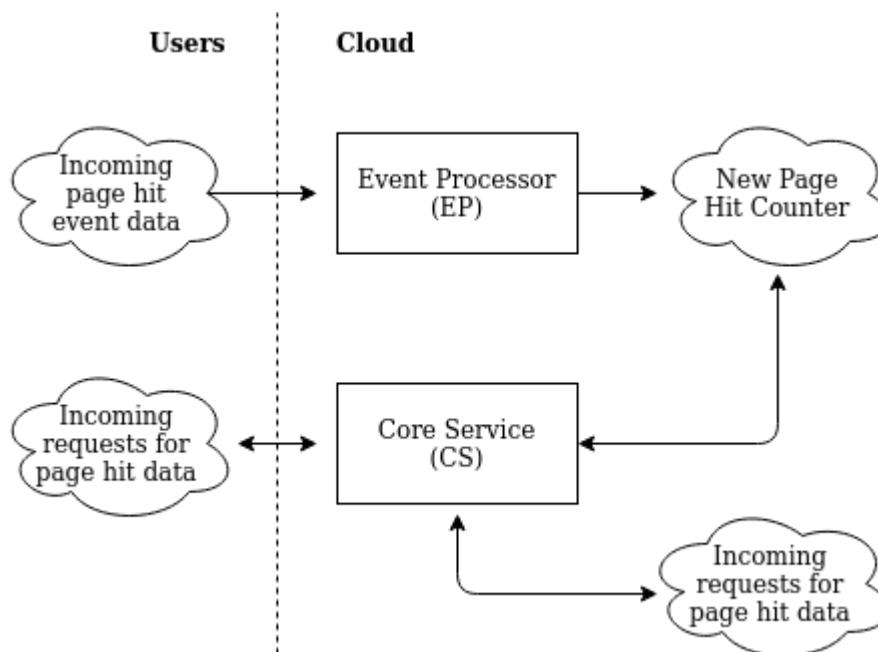 Users
Cloud
Incoming
page hit
event data
Event Processor
(EP)
New Page
Hit Counter
Incoming
requests for
page hit data
Core Service
(CS)
Incoming
requests for
page hit data